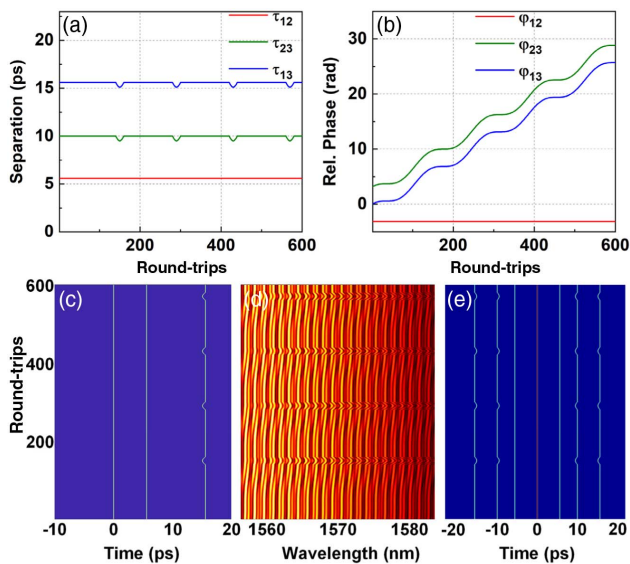 (a)
τ12
τ23
τ13
Separation (ps)
20
15
10
5
0
200
400
600
Round-trips
(b)
φ12
φ23
φ13
Rel. Phase (rad)
30
20
10
0
200
400
600
Round-trips
(c)
Round-trips
600
400
200
-10
0
10
20
Time (ps)
(d)
1560
1570
1580
Wavelength (nm)
(e)
-20
-10
0
10
20
Time (ps)